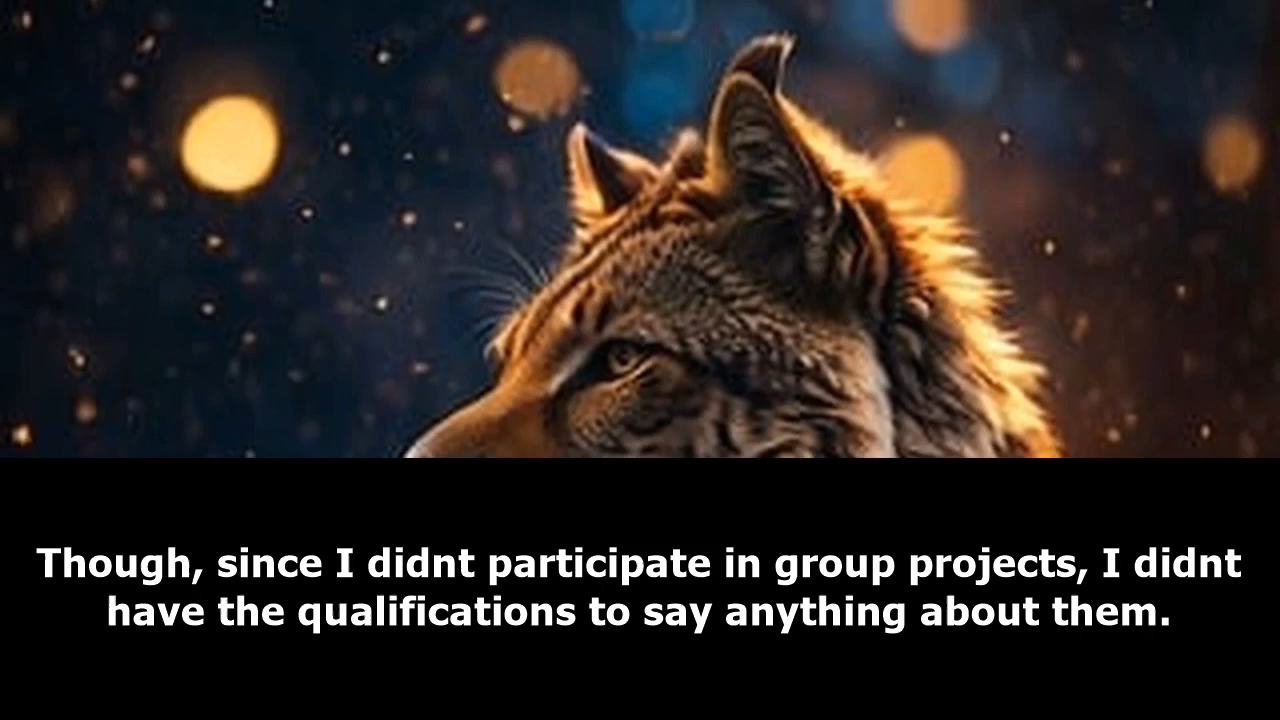 Though, since I didnt participate in group projects, I didnt
have the qualifications to say anything about them.